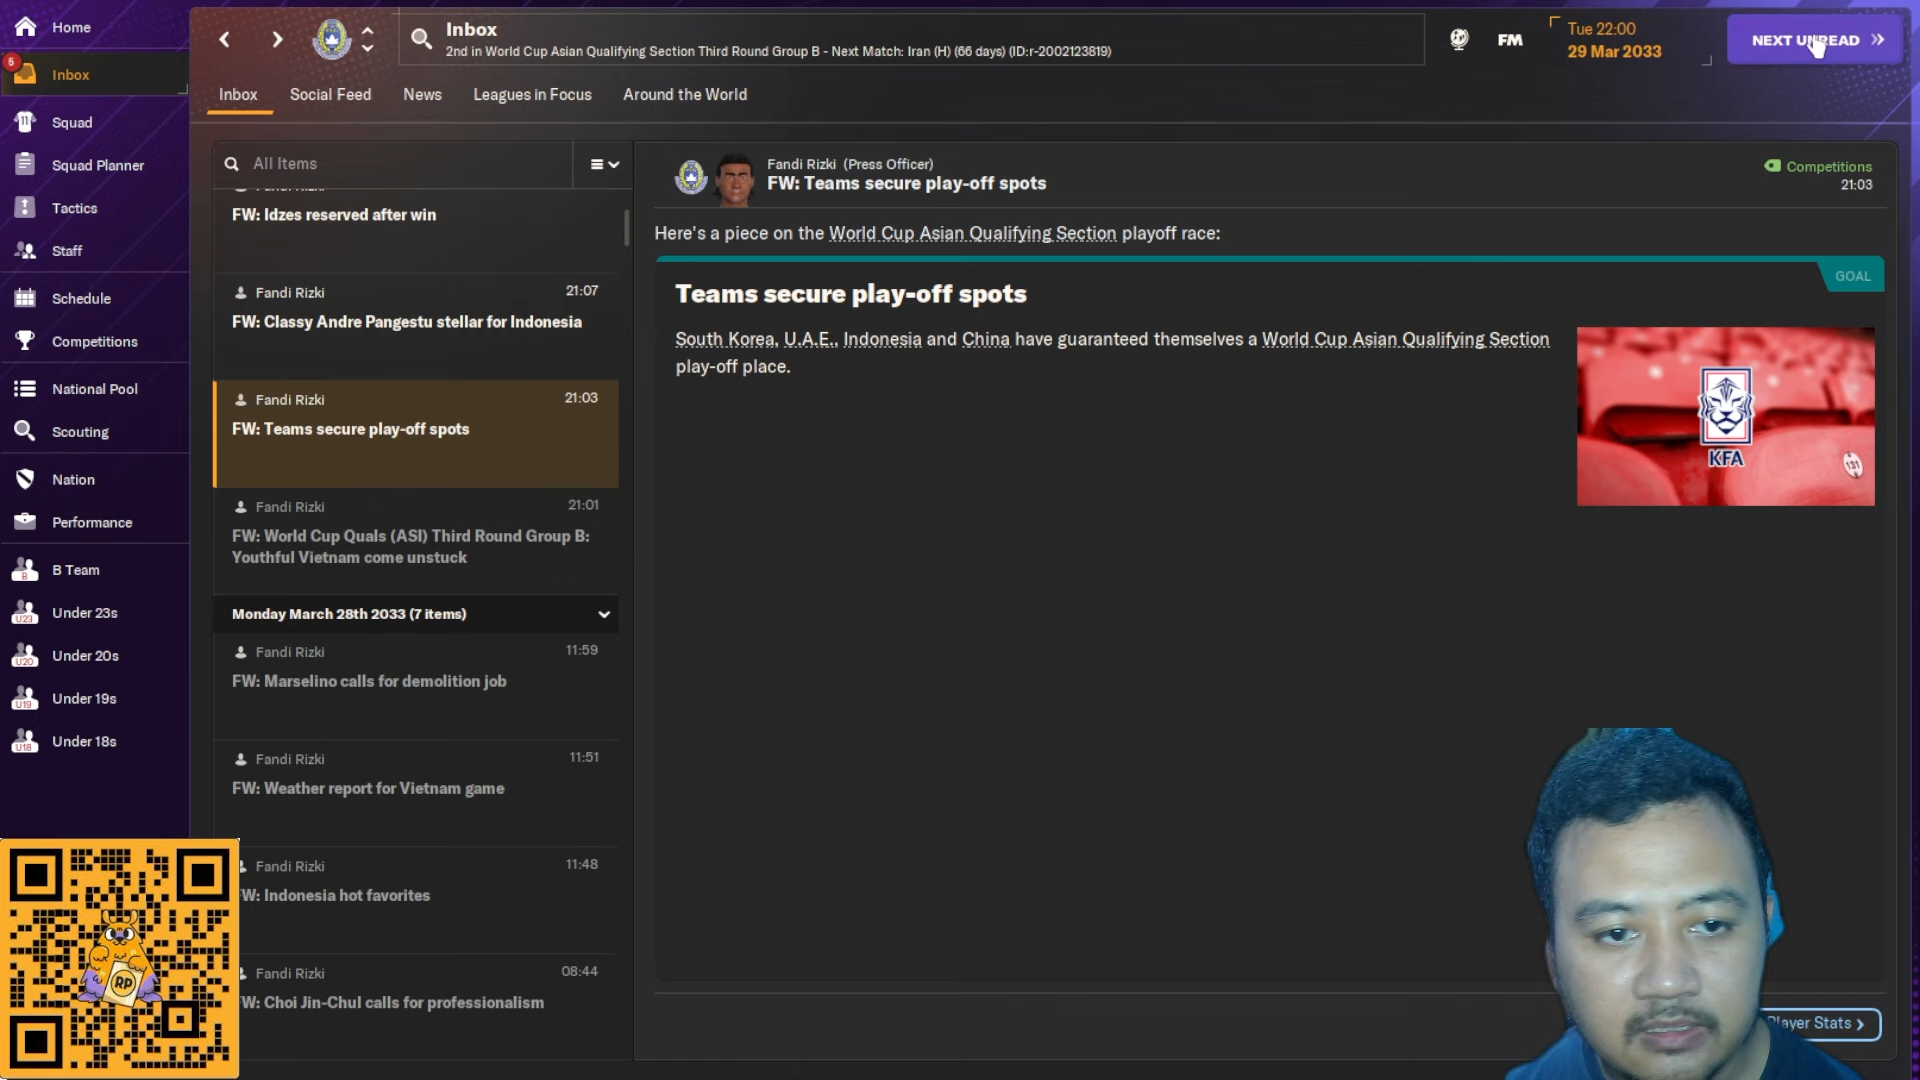 Home
5
Inbox
Squad
Squad Planner
Tactics
Staff
Schedule
Competitions
National Pool
Scouting
Nation
Performance
B
B Team
U23
Under 23s
U20
Under 20s
U19
Under 19s
U18
Under 18s
Inbox
2nd in World Cup Asian Qualifying Section Third Round Group B - Next Match: Iran (H) (66 days) (ID:r-2002123819)
FM
Tue 22:00
29 Mar 2033
NEXT UNREAD
Inbox
Social Feed
News
Leagues in Focus
Around the World
All Items
FW: Idzes reserved after win
Fandi Rizki
21:07
FW: Classy Andre Pangestu stellar for Indonesia
Fandi Rizki
21:03
FW: Teams secure play-off spots
Fandi Rizki
21:01
FW: World Cup Quals (ASI) Third Round Group B:
Youthful Vietnam come unstuck
Monday March 28th 2033 (7 items)
Fandi Rizki
11:59
FW: Marselino calls for demolition job
Fandi Rizki
11:51
FW: Weather report for Vietnam game
Fandi Rizki
11:48
W: Indonesia hot favorites
Fandi Rizki
08:44
W: Choi Jin-Chul calls for professionalism
Fandi Rizki (Press Officer)
FW: Teams secure play-off spots
Competitions
21:03
Here's a piece on the World Cup Asian Qualifying Section playoff race:
GOAL
Teams secure play-off spots
South Korea, U.A.E., Indonesia and China have guaranteed themselves a World Cup Asian Qualifying Section
play-off place.
KFA
131
Player Stats
RP